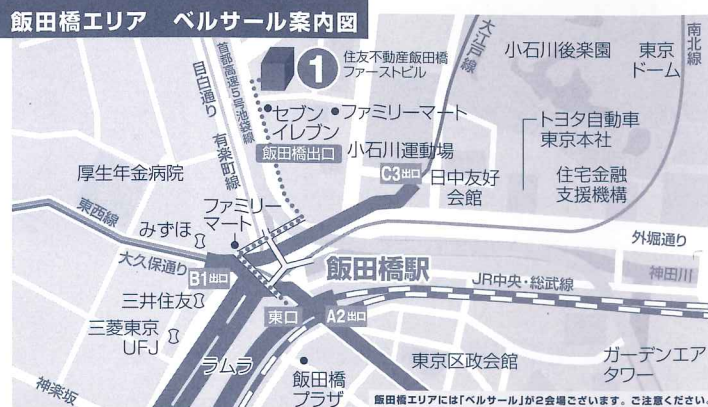 飯田橋エリア　ベルサール案内図
首都高速5号池袋線
目白通り
有楽町線
1
住友不動産飯田橋
ファーストビル
大江戸線
小石川後楽園
東京
ドーム
南北線
セブン
イレブン
ファミリーマート
飯田橋出口
小石川運動場
トヨタ自動車
東京本社
住宅金融
支援機構
C3出口
日中友好
会館
厚生年金病院
東西線
みずほ
ファミリー
マート
大久保通り
B1出口
飯田橋駅
外堀通り
神田川
JR中央・総武線
三井住友
三菱東京
UFJ
東口
A2出口
ラムラ
飯田橋
プラザ
東京区政会館
ガーデンエア
タワー
神楽坂
飯田橋エリアには「ベルサール」が2会場ございます。ご注意ください。